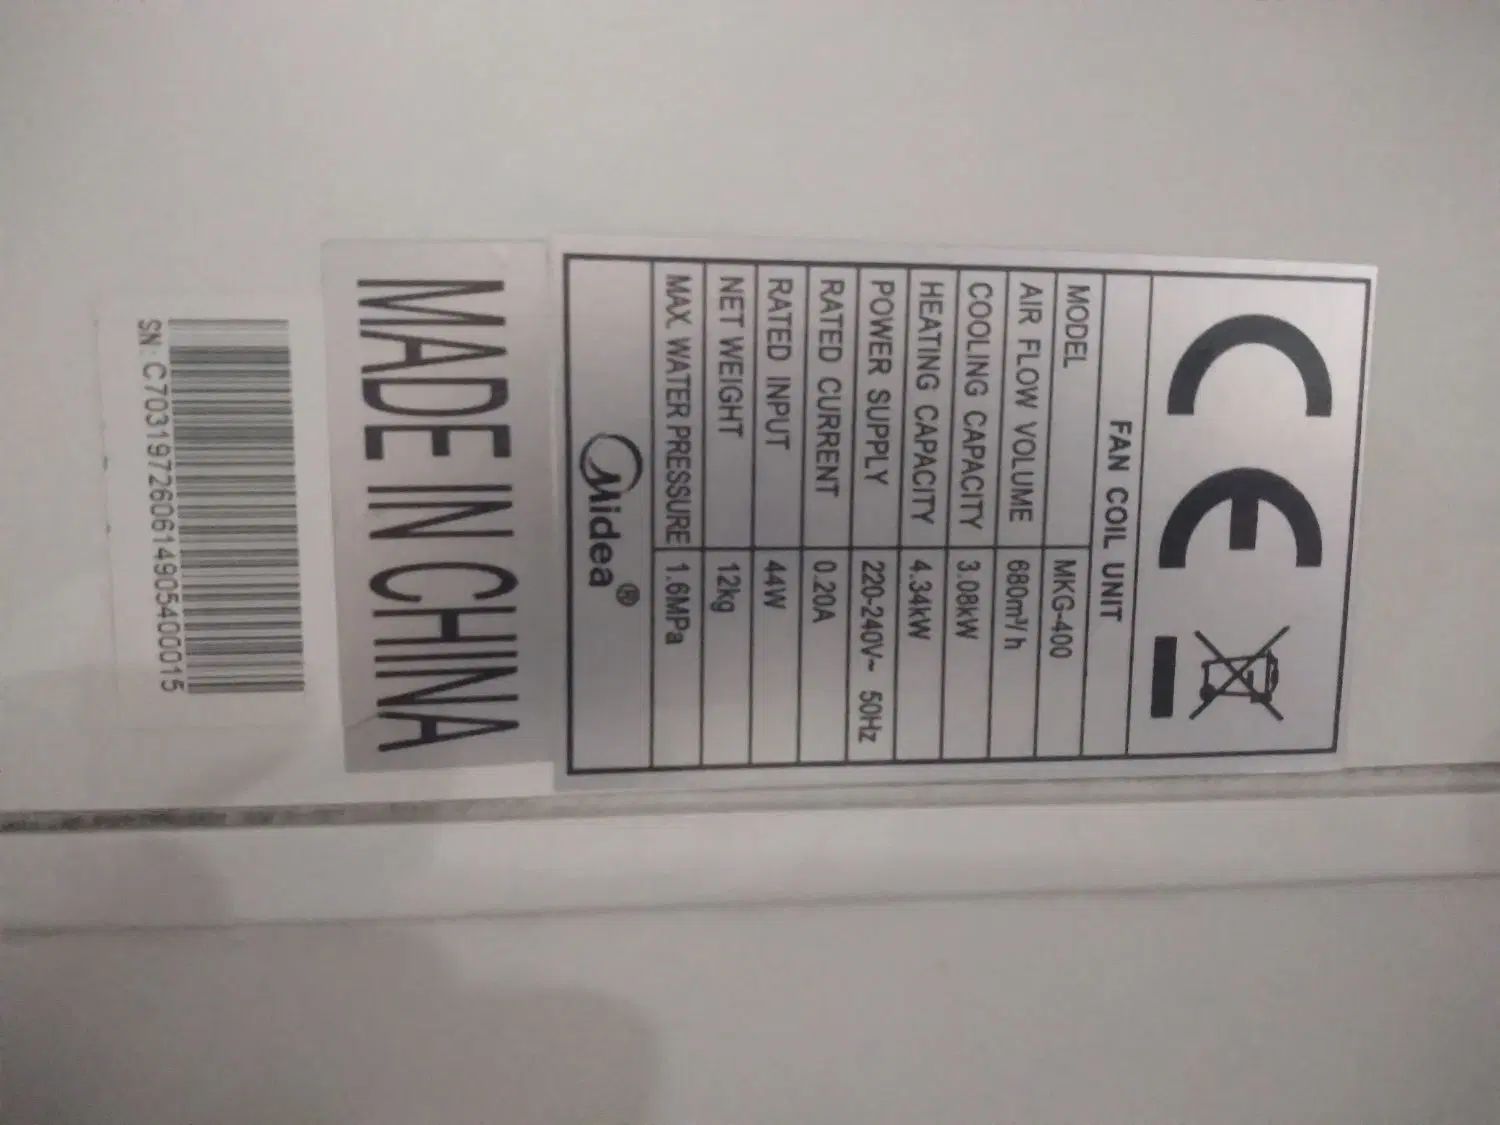 FAN COIL UNIT
MODEL MKG-400
AIR FLOW VOLUME 680m³/h
COOLING CAPACITY 3.08kW
HEATING CAPACITY 4.34kW
POWER SUPPLY 220-240V~ 50Hz
RATED CURRENT 0.20A
RATED INPUT 44W
NET WEIGHT 12kg
MAX. WATER PRESSURE 1.6MPa
Midea®
MADE IN CHINA
SN: C7031972606149054000​15